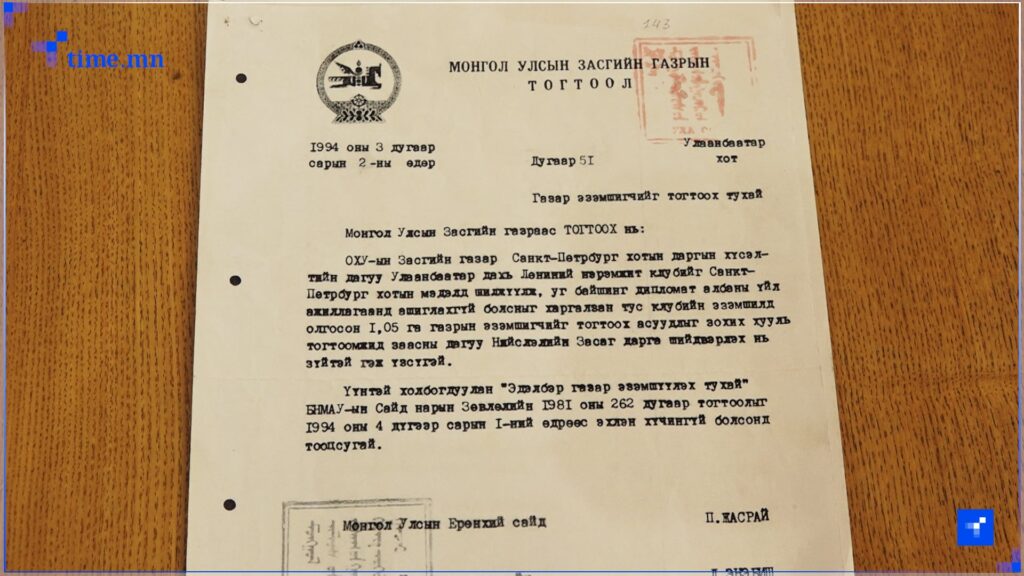 time.mn
143
МОНГОЛ УЛСЫН ЗАСГИЙН ГАЗРЫН
ТОГТООЛ
1994 оны 3 дугаар
сарын 2-ны өдөр
Дугаар 51
Улаанбаатар
хот
Газар эзэмшигчийг тогтоох тухай
Монгол Улсын Засгийн газраас ТОГТООХ нь:
ОХУ-ын Засгийн газар Санкт-Петрбург хотын даргын хүсэл-
тийн дагуу Улаанбаатар дахь Лениний нэрэмжит клубийг Санкт-
Петрбург хотын мэдэлд шилжүүлж, уг байшинг дипломат албаны үйл
ажиллагаанд ашиглахгүй болсныг харгалзан тус клубийн эзэмшилд
олгосон 1,05 га газрын эзэмшигчийг тогтоох асуудлыг зохих хууль
тогтоомжид заасны дагуу Нийслэлийн Засаг дарга шийдвэрлэх нь
зүйтэй гэж үзсүгэй.
Үүнтэй холбогдуулан "Эдэлбэр газар эзэмшүүлэх тухай"
БНМАУ-ын Сайд нарын Зөвлөлийн 1981 оны 262 дугаар тогтоолыг
1994 оны 4 дүгээр сарын 1-ний өдрөөс эхлэн хүчингүй болсонд
тооцсугай.
Монгол Улсын Ерөнхий сайд
П.ЖАСРАЙ